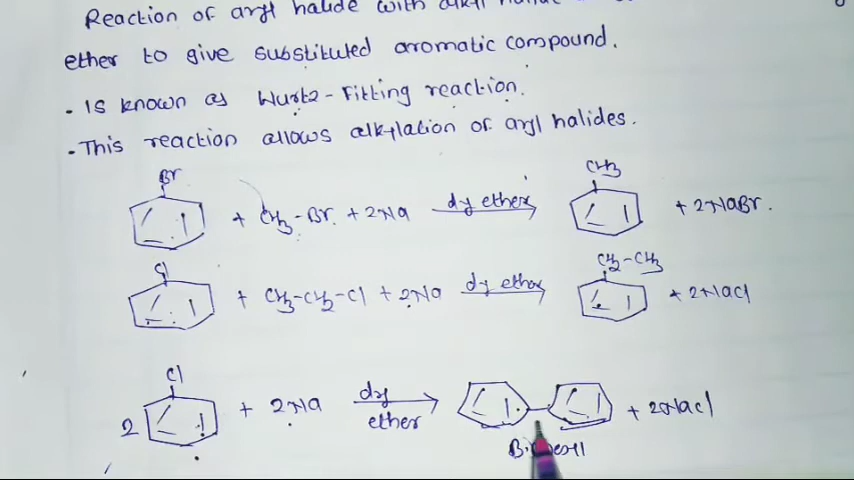 Reaction of aryl halide with alkyl halide
ether to give substituted aromatic compound.
. Is known as Wurtz-Fitting reaction.
. This reaction allows alkylation of aryl halides.
Br + CH3-Br + 2Na dry ether CH3 + 2NaBr.
Cl + CH3-CH2-Cl + 2Na dry ether CH2-CH3 + 2NaCl
2 Cl + 2Na dry ether + 2NaCl